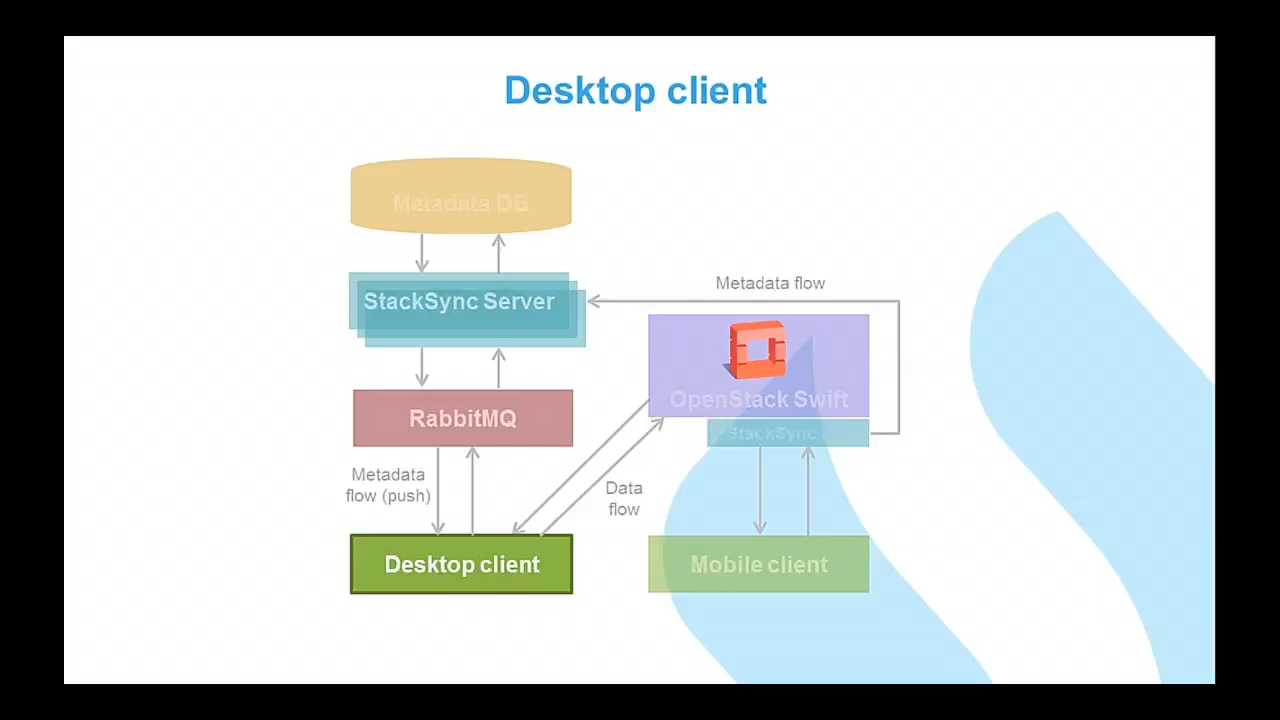 Desktop client
Metadata DB
StackSync Server
Metadata flow
OpenStack Swift
RabbitMQ
StackSync
Metadata
flow (push)
Data
flow
Desktop client
Mobile client